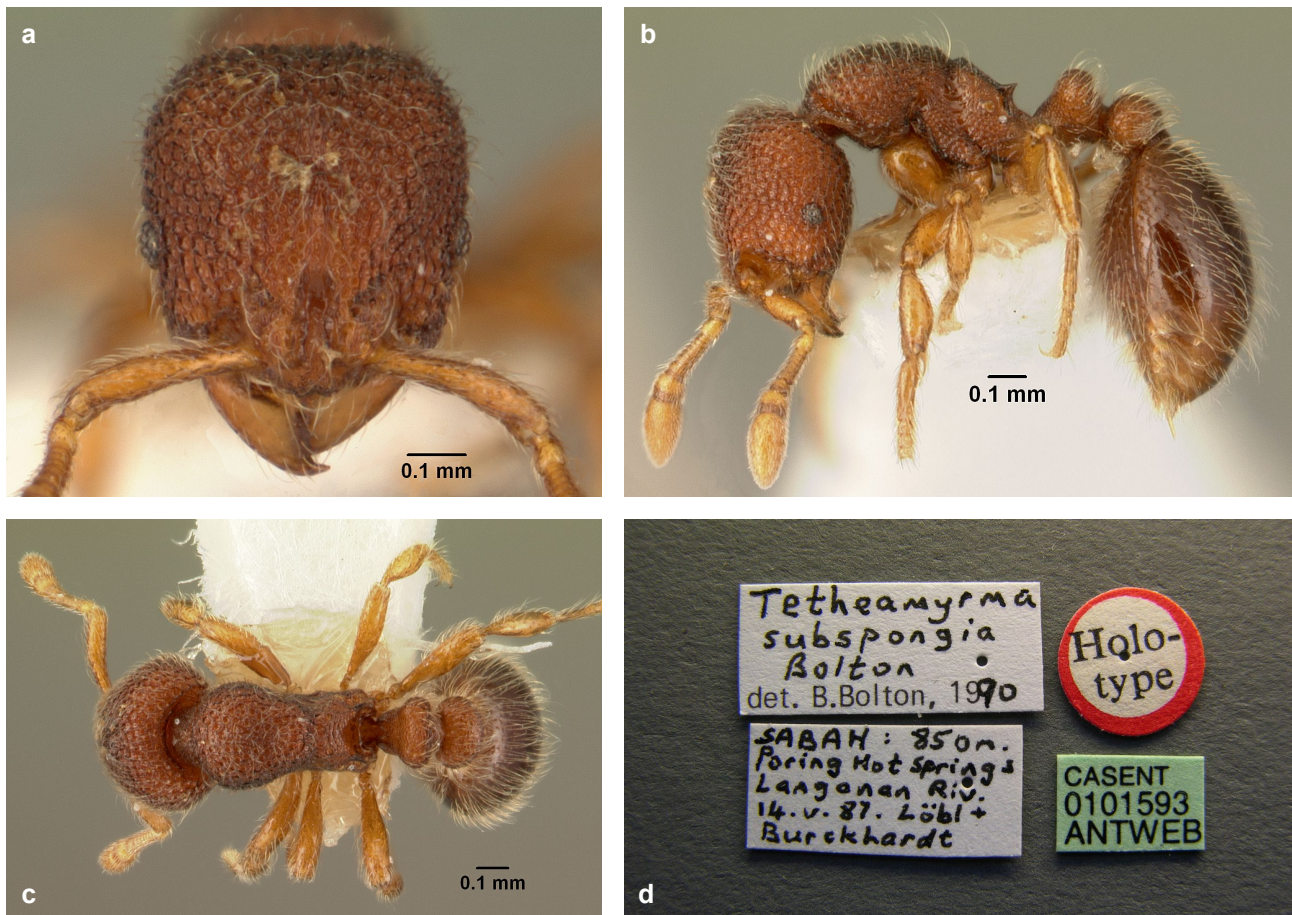 a
b
0.1 mm
0.1 mm
c
0.1 mm
d
Tetheamyrma
subspongia
Bolton
det. B.Bolton, 1990
Holo-
type
SABAH : 850m.
Poring Hot Springs
Langanan Riv.
14.v.87. Löbl +
Burckhardt
CASENT
0101593
ANTWEB